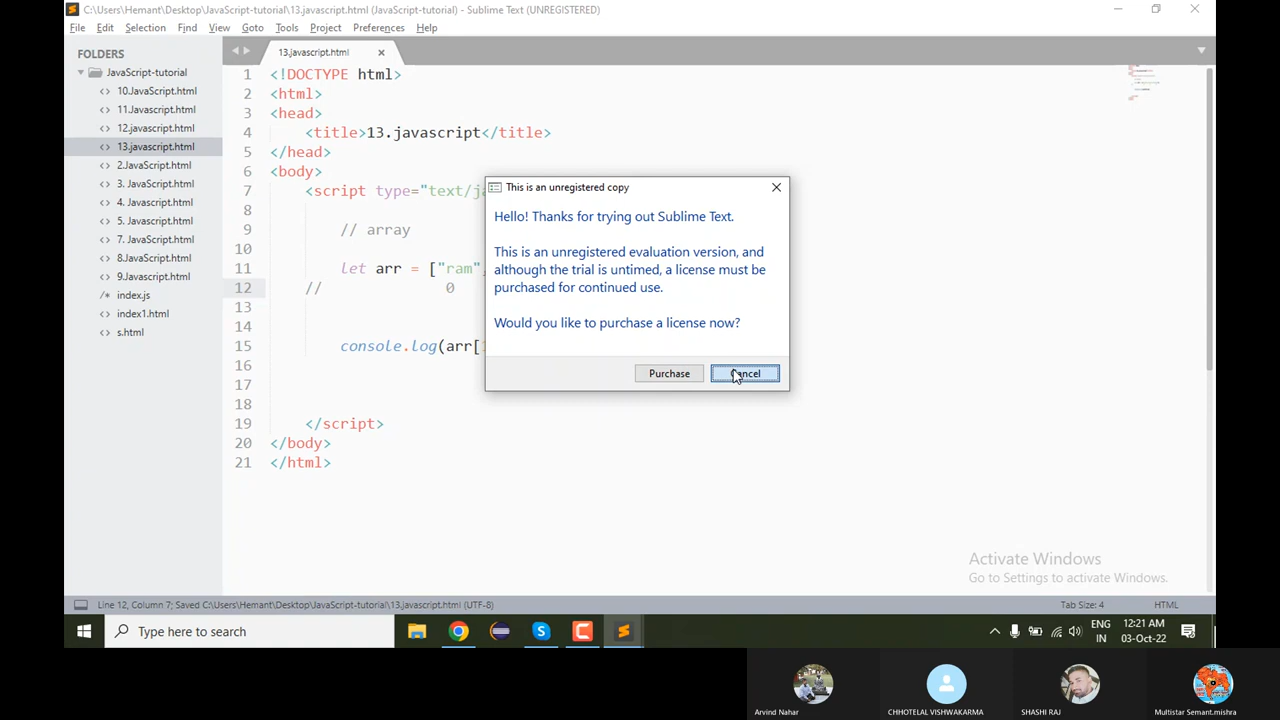 C:\Users\Hemant\Desktop\JavaScript-tutorial\13.javascript.html (JavaScript-tutorial) - Sublime Text (UNREGISTERED)
File Edit Selection Find View Goto Tools Project Preferences Help
FOLDERS
JavaScript-tutorial
10.JavaScript.html
11.Javascript.html
12.javascript.html
13.javascript.html
2.JavaScript.html
3. JavaScript.html
4. Javascript.html
5. Javascript.html
7. JavaScript.html
8.JavaScript.html
9.Javascript.html
index.js
index1.html
s.html
13.javascript.html
1 <!DOCTYPE html>
2 <html>
3 <head>
4 <title>13.javascript</title>
5 </head>
6 <body>
7 <script type="text/ja
8
9 // array
10
11 let arr = ["ram",
12 // 0
13
14
15 console.log(arr[
16
17
18
19 </script>
20 </body>
21 </html>
This is an unregistered copy
Hello! Thanks for trying out Sublime Text.
This is an unregistered evaluation version, and
although the trial is untimed, a license must be
purchased for continued use.
Would you like to purchase a license now?
Purchase Cancel
Activate Windows
Go to Settings to activate Windows.
Line 12, Column 7; Saved C:\Users\Hemant\Desktop\JavaScript-tutorial\13.javascript.html (UTF-8)
Tab Size: 4 HTML
Type here to search
ENG
IN
12:21 AM
03-Oct-22
Arvind Nahar
CHHOTELAL VISHWAKARMA
SHASHI RAJ
Multistar Semant.mishra